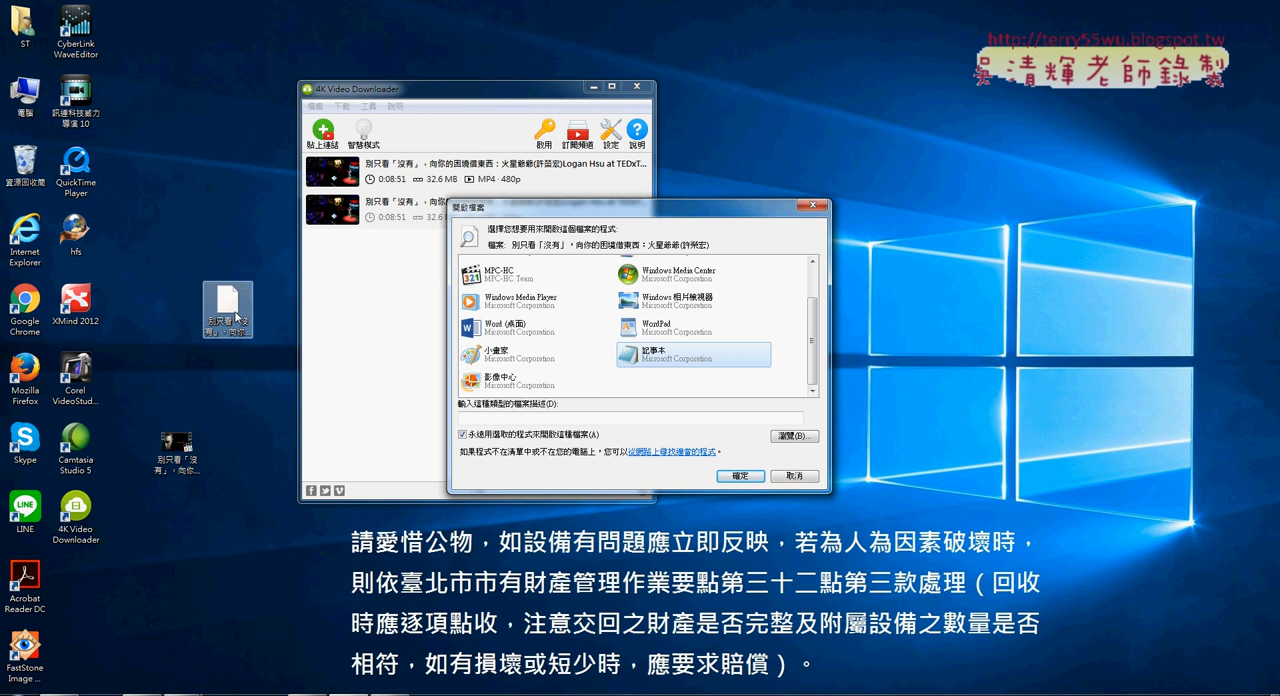 http://terry55wu.blogspot.tw
吳清輝老師錄製
ST
CyberLink
WaveEditor
電腦
訊連科技威力
導演 10
資源回收筒
QuickTime
Player
Internet
Explorer
hfs
Google
Chrome
XMind 2012
Mozilla
Firefox
Corel
VideoStud...
Skype
Camtasia
Studio 5
LINE
4K Video
Downloader
Acrobat
Reader DC
FastStone
Image ...
別只看「沒
有」，向你...
別只看「沒
有」，向你...
4K Video Downloader
檔案 下載 工具 說明
貼上連結 智慧模式 啟用 訂閱頻道 設定 說明
別只看「沒有」，向你的困境借東西：火星爺爺(許榮宏)Logan Hsu at TEDxT...
0:08:51 32.6 MB MP4 · 480p
別只看「沒有」，向你
0:08:51 32.6
開啟檔案
選擇您想要用來開啟這個檔案的程式:
檔案: 別只看「沒有」，向你的困境借東西：火星爺爺(許榮宏)
MPC-HC
MPC-HC Team
Windows Media Center
Microsoft Corporation
Windows Media Player
Microsoft Corporation
Windows 相片檢視器
Microsoft Corporation
Word (桌面)
Microsoft Corporation
WordPad
Microsoft Corporation
小畫家
Microsoft Corporation
記事本
Microsoft Corporation
影像中心
Microsoft Corporation
輸入這種類型的檔案描述(D):
永遠用選取的程式來開啟這種檔案(A)
瀏覽(B)...
如果程式不在清單中或不在您的電腦上，您可以從網路上尋找適當的程式。
確定 取消
請愛惜公物，如設備有問題應立即反映，若為人為因素破壞時，
則依臺北市市有財產管理作業要點第三十二點第三款處理（回收
時應逐項點收，注意交回之財產是否完整及附屬設備之數量是否
相符，如有損壞或短少時，應要求賠償）。